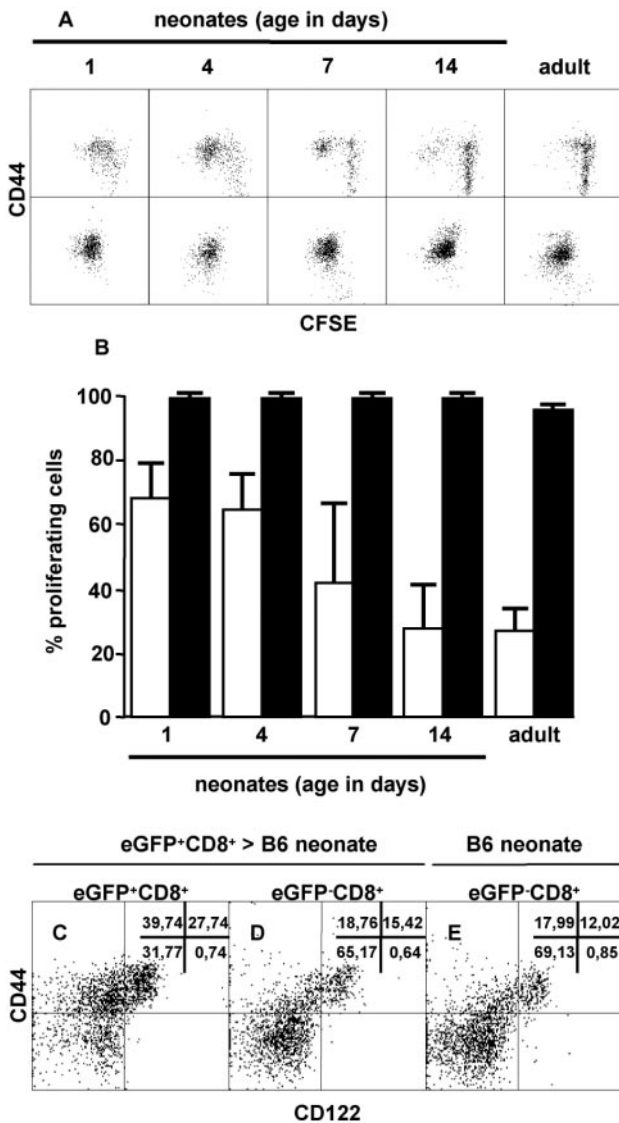 A
neonates (age in days)
1 4 7 14 adult
CD44
CFSE
B
% proliferating cells
100
80
60
40
20
0
1 4 7 14 adult
neonates (age in days)
eGFP⁺CD8⁺ > B6 neonate B6 neonate
eGFP⁺CD8⁺ eGFP⁻CD8⁺ eGFP⁻CD8⁺
C 39,74 27,74 D 18,76 15,42 E 17,99 12,02
31,77 0,74 65,17 0,64 69,13 0,85
CD44
CD122